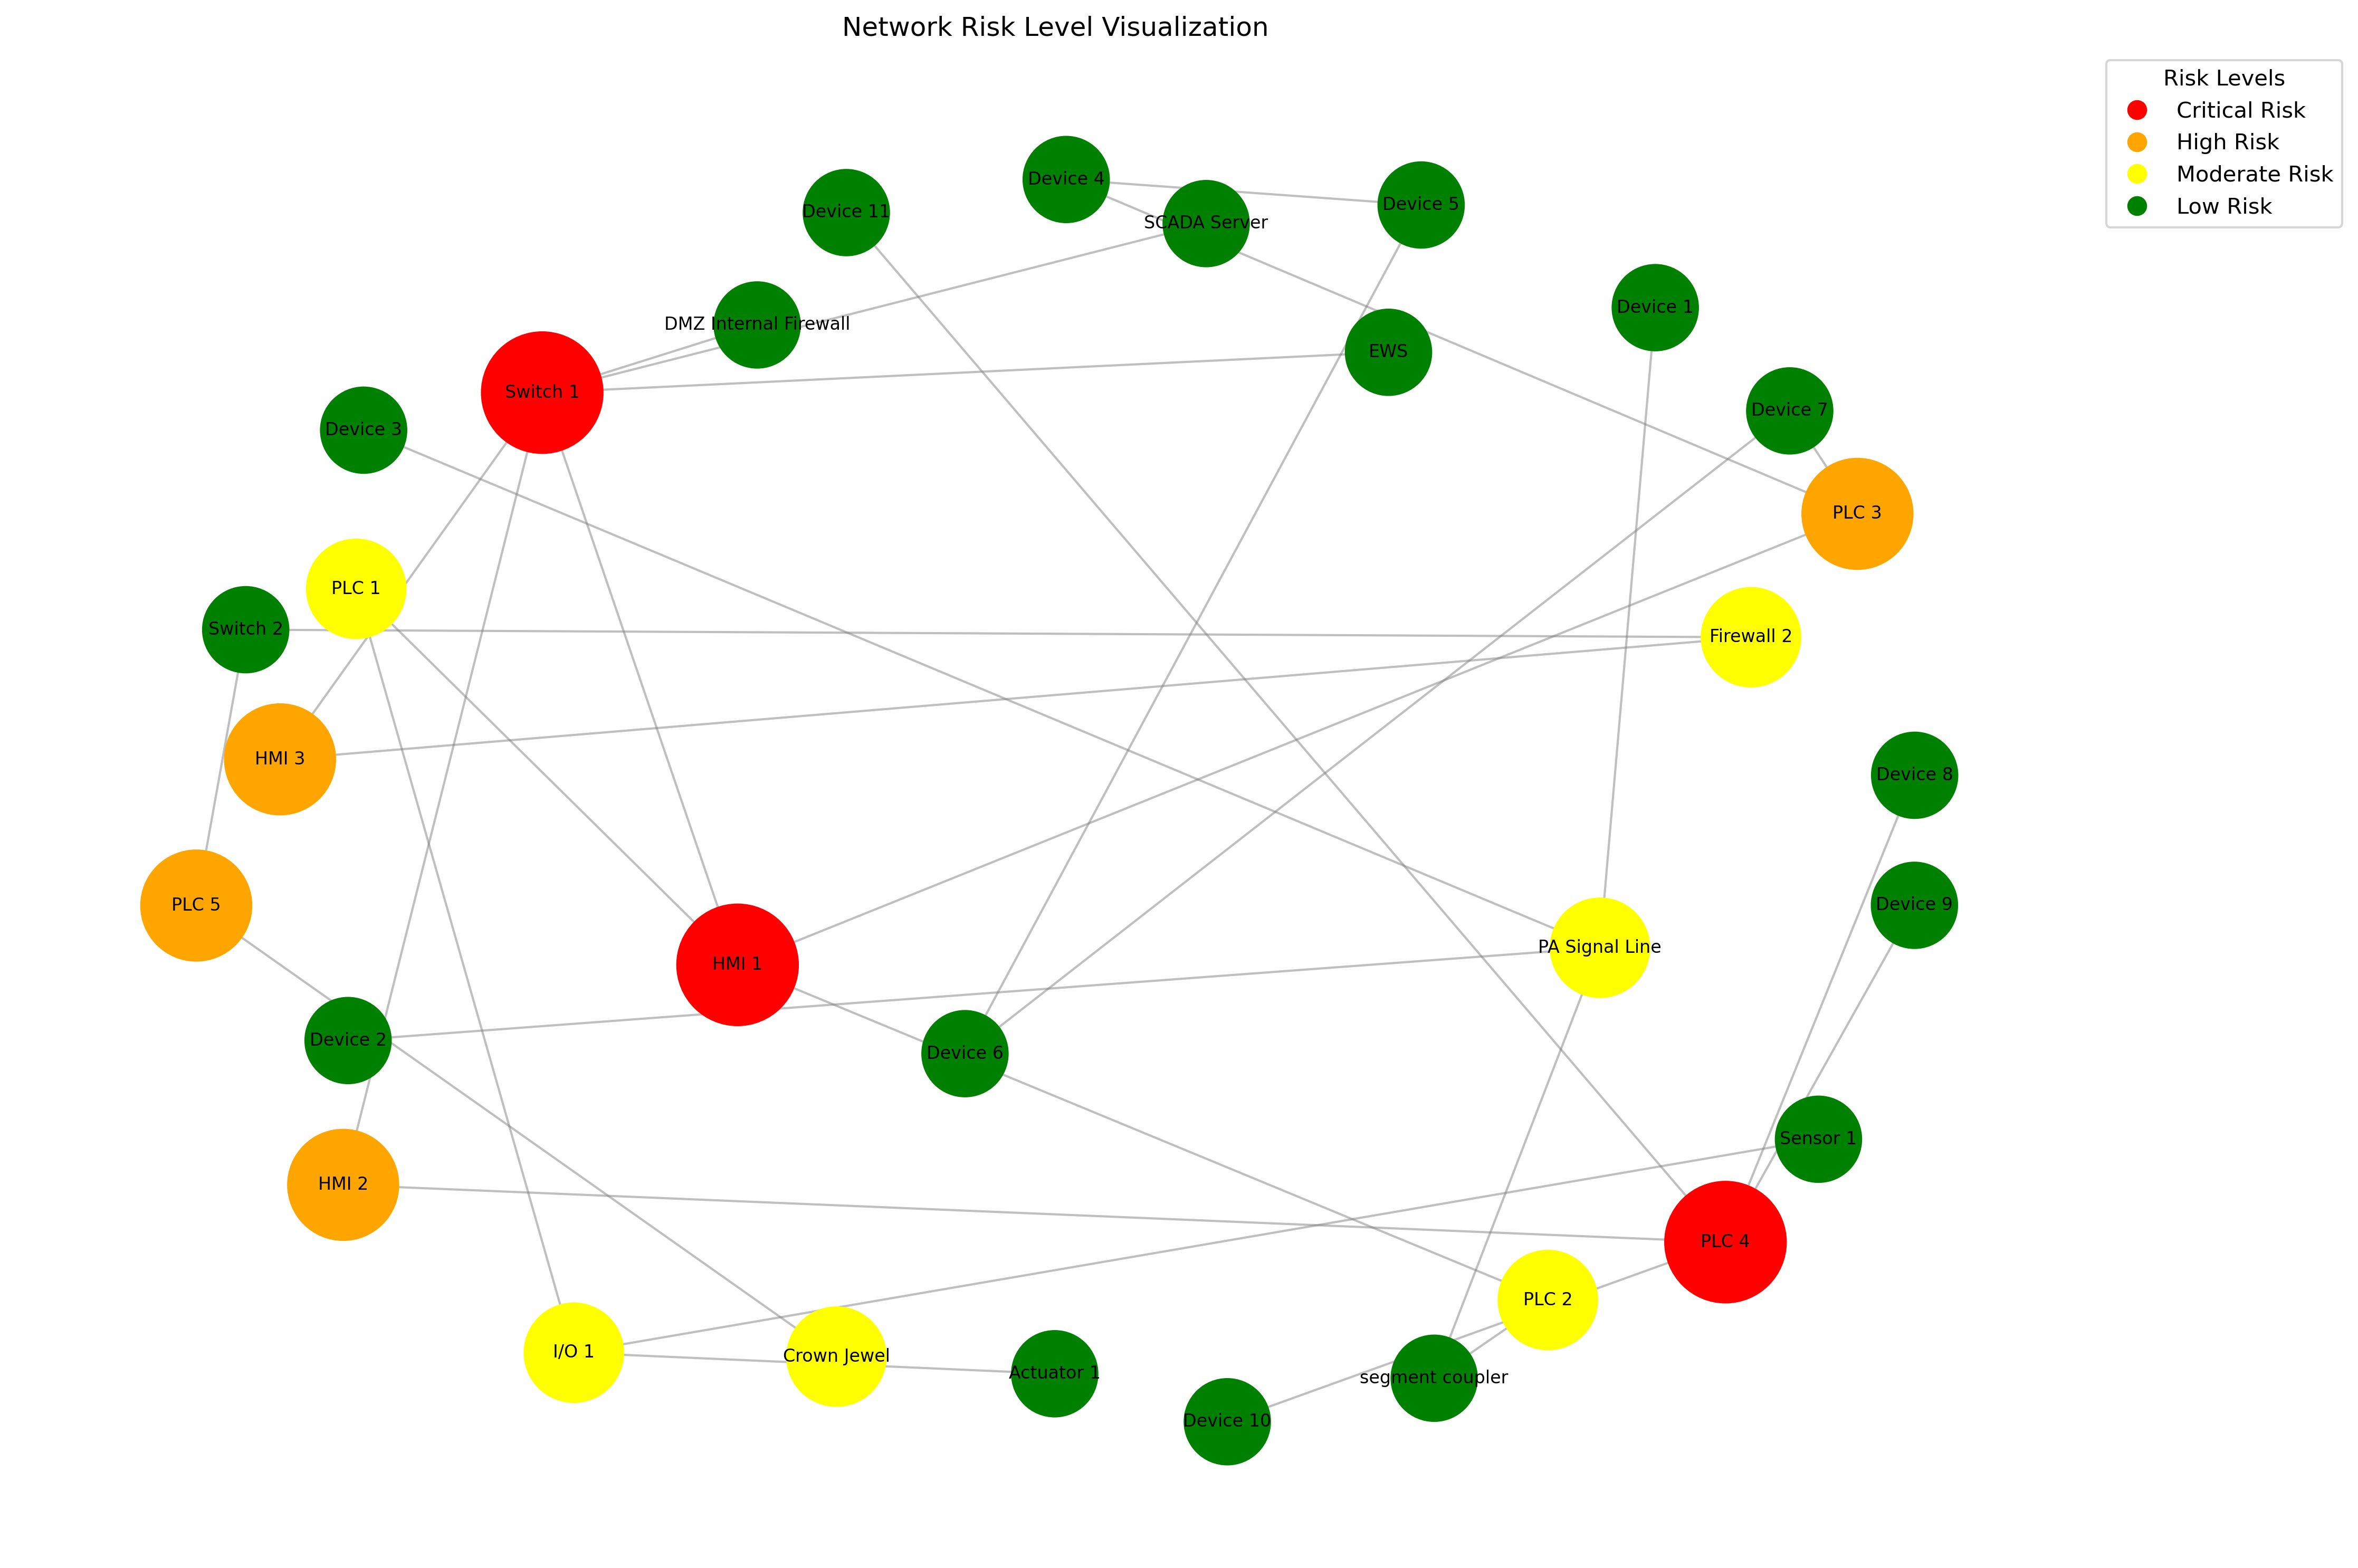 Network Risk Level Visualization
Risk Levels
Critical Risk
High Risk
Moderate Risk
Low Risk
Device 4
Device 11
Device 5
SCADA Server
Device 1
DMZ Internal Firewall
EWS
Switch 1
Device 7
Device 3
PLC 3
PLC 1
Switch 2
Firewall 2
HMI 3
Device 8
PLC 5
Device 9
PA Signal Line
HMI 1
Device 2
Device 6
Sensor 1
HMI 2
PLC 4
PLC 2
I/O 1
Crown Jewel
Actuator 1
segment coupler
Device 10